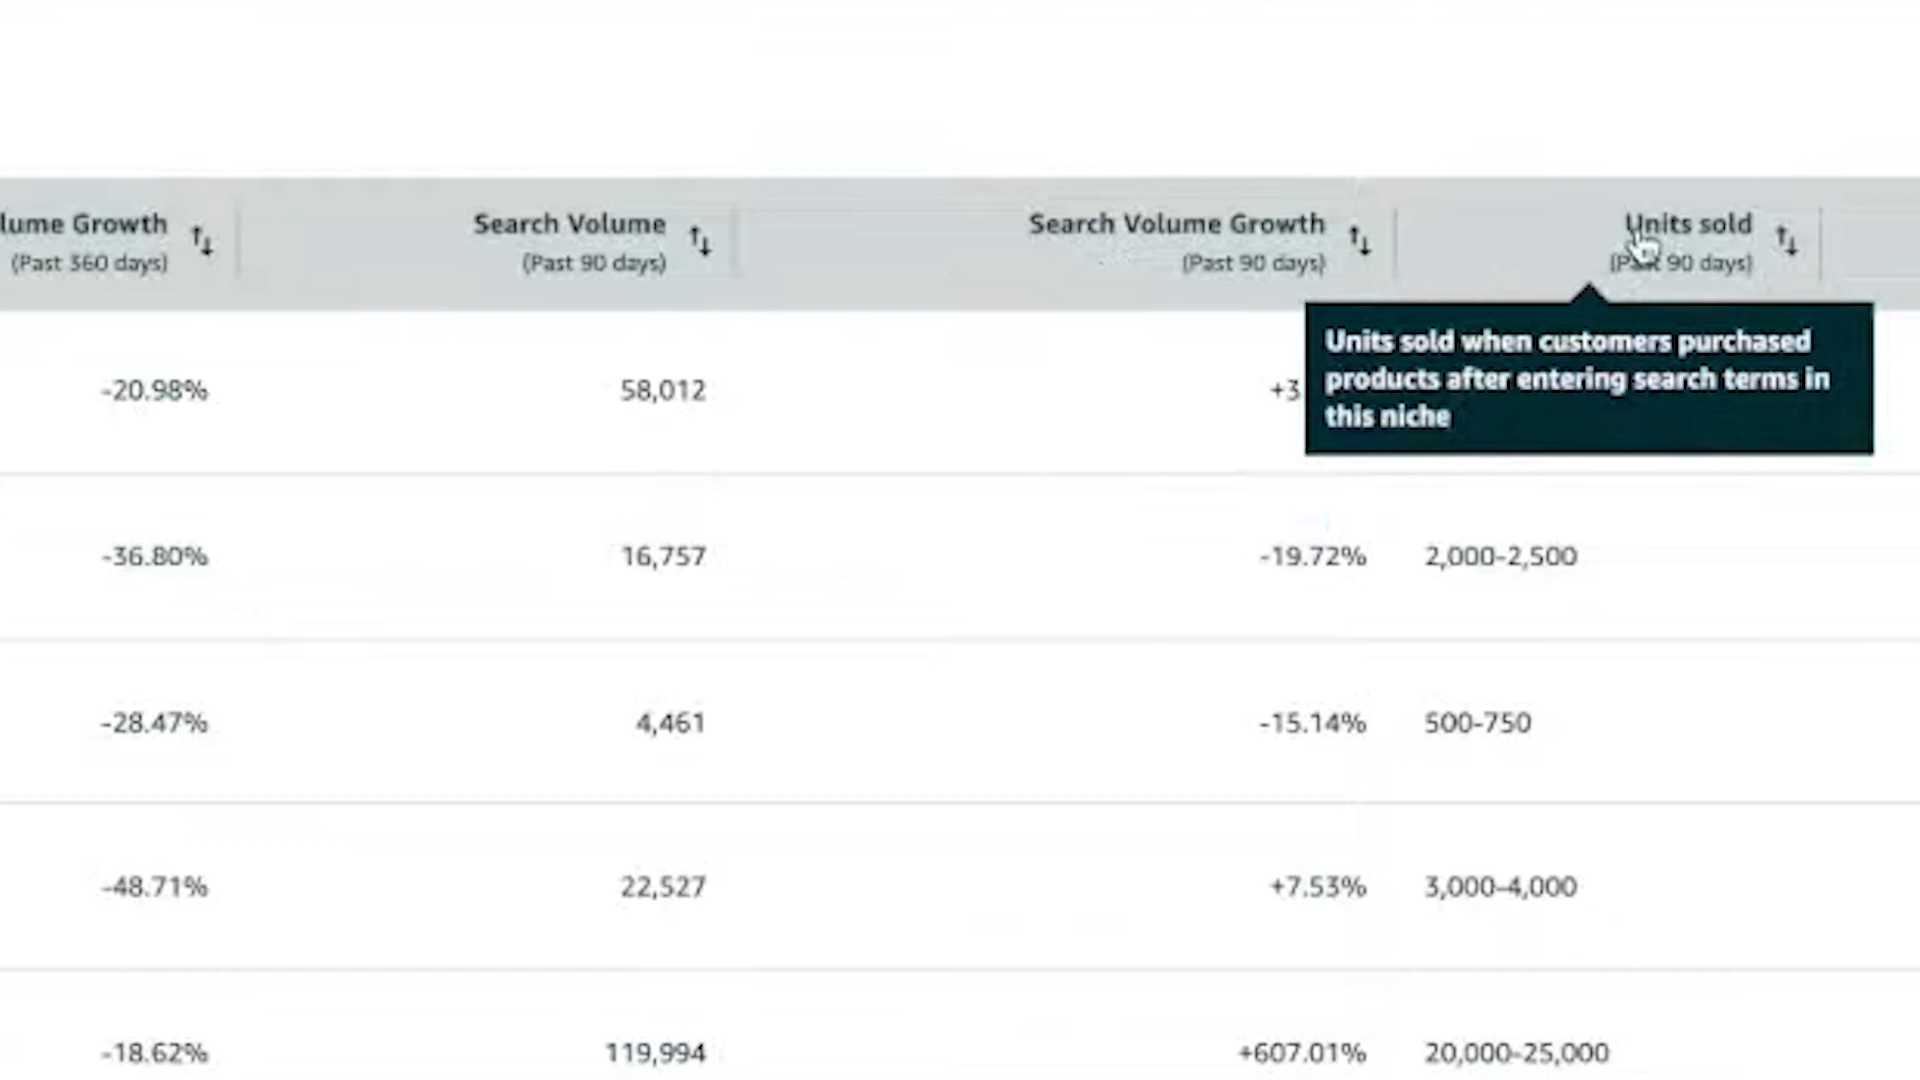 lume Growth
(Past 360 days)
Search Volume
(Past 90 days)
Search Volume Growth
(Past 90 days)
Units sold
(Past 90 days)
Units sold when customers purchased
products after entering search terms in
this niche
-20.98% 58,012 +3
-36.80% 16,757 -19.72% 2,000-2,500
-28.47% 4,461 -15.14% 500-750
-48.71% 22,527 +7.53% 3,000-4,000
-18.62% 119,994 +607.01% 20,000-25,000